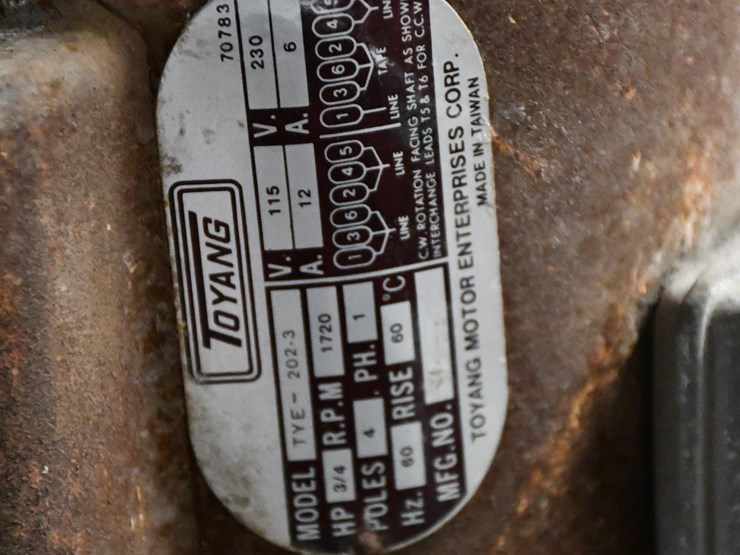 70783
TOYANG
MODEL TYE-202-3
HP 3/4 R.P.M 1720
POLES 4 PH. 1
Hz. 60 RISE 60 °C
MFG.NO.
V. 115 V. 230
A. 12 A. 6
1 3 6 2 4 5 1 3 6 2 4
LINE LINE LINE TAPE LIN
C.W. ROTATION FACING SHAFT AS SHOW
INTERCHANGE LEADS T5 & T6 FOR C.C.W.
TOYANG MOTOR ENTERPRISES CORP.
MADE IN TAIWAN